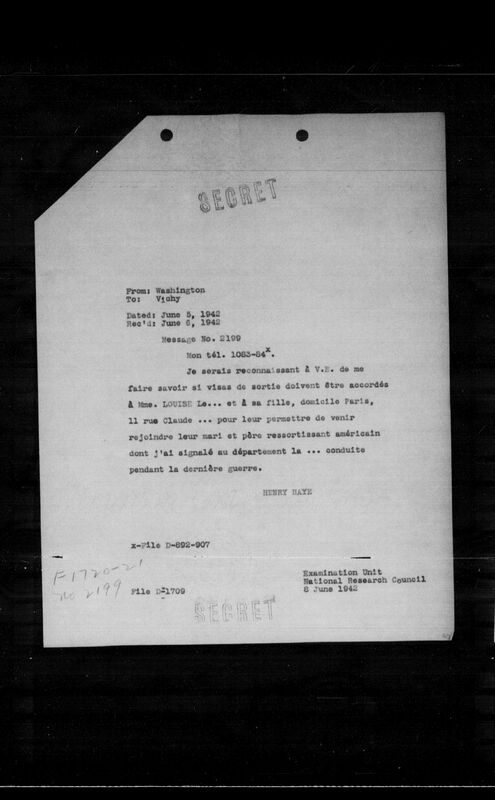 SECRET
From: Washington
To: Vichy
Dated: June 5, 1942
Rec'd: June 6, 1942
Message No. 2199
Mon tél. 1083-84x.
Je serais reconnaissant à V.E. de me
faire savoir si visas de sortie doivent être accordés
à Mme. LOUISE Le... et à sa fille, domicile Paris,
11 rue Claude ... pour leur permettre de venir
rejoindre leur mari et père ressortissant américain
dont j'ai signalé au département la ... conduite
pendant la dernière guerre.
HENRY HAYE
x-File D-892-907
F1720-21
No 2199
File D-1709
Examination Unit
National Research Council
8 June 1942
SECRET